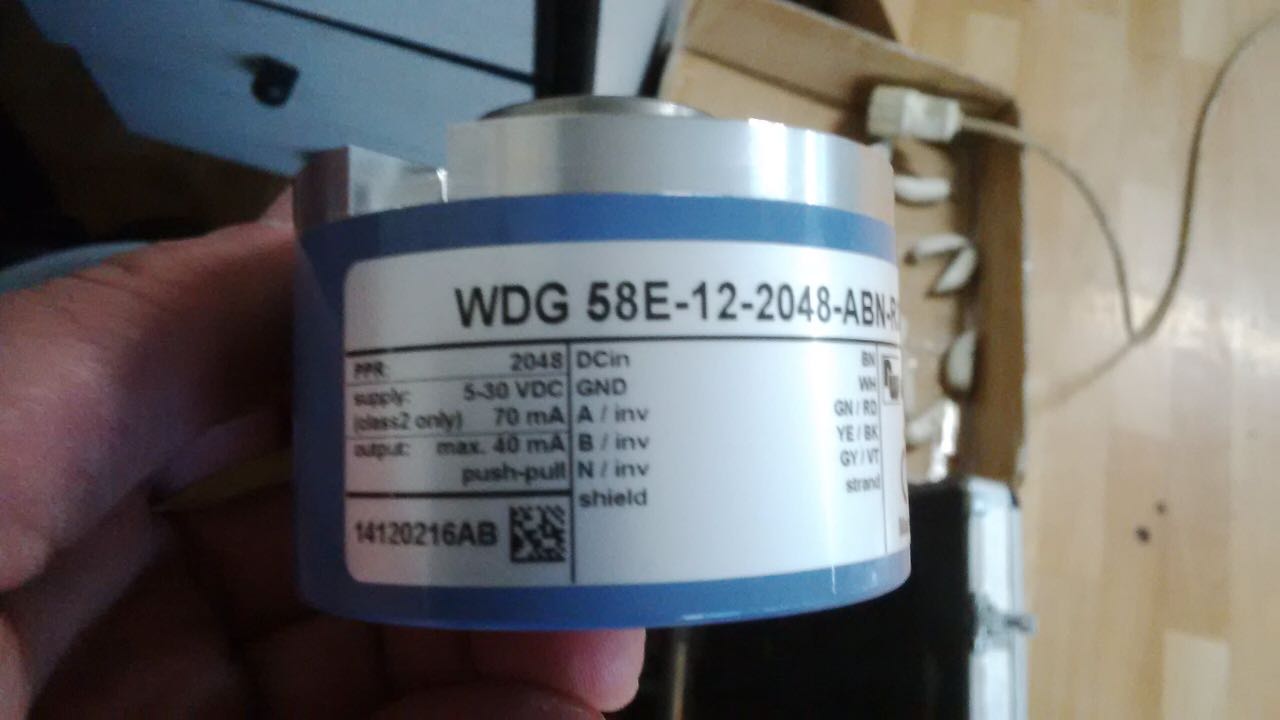 WDG 58E-12-2048-ABN-R
PPR: 2048
supply: 5-30 VDC
(class2 only) 70 mA
output: max. 40 mA
push-pull
14120216AB
DCin BN
GND WH
A / inv GN / RD
B / inv YE / BK
N / inv GY / VT
shield strand